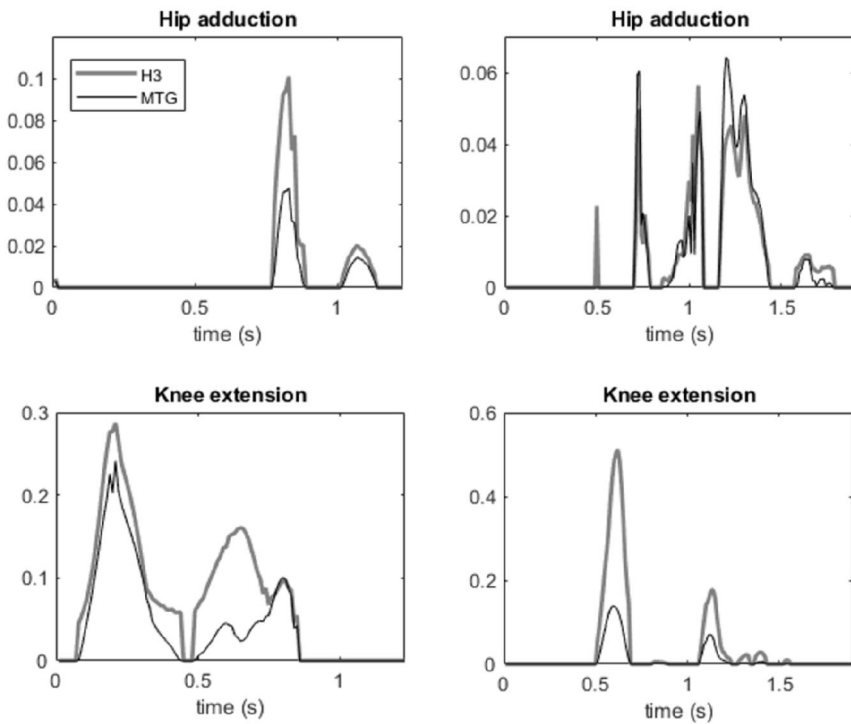 Hip adduction
0.1
0.08
0.06
0.04
0.02
0
H3
MTG
0 0.5 1
time (s)
Hip adduction
0.06
0.04
0.02
0
0 0.5 1 1.5
time (s)
Knee extension
0.3
0.2
0.1
0
0 0.5 1
time (s)
Knee extension
0.6
0.4
0.2
0
0 0.5 1 1.5
time (s)